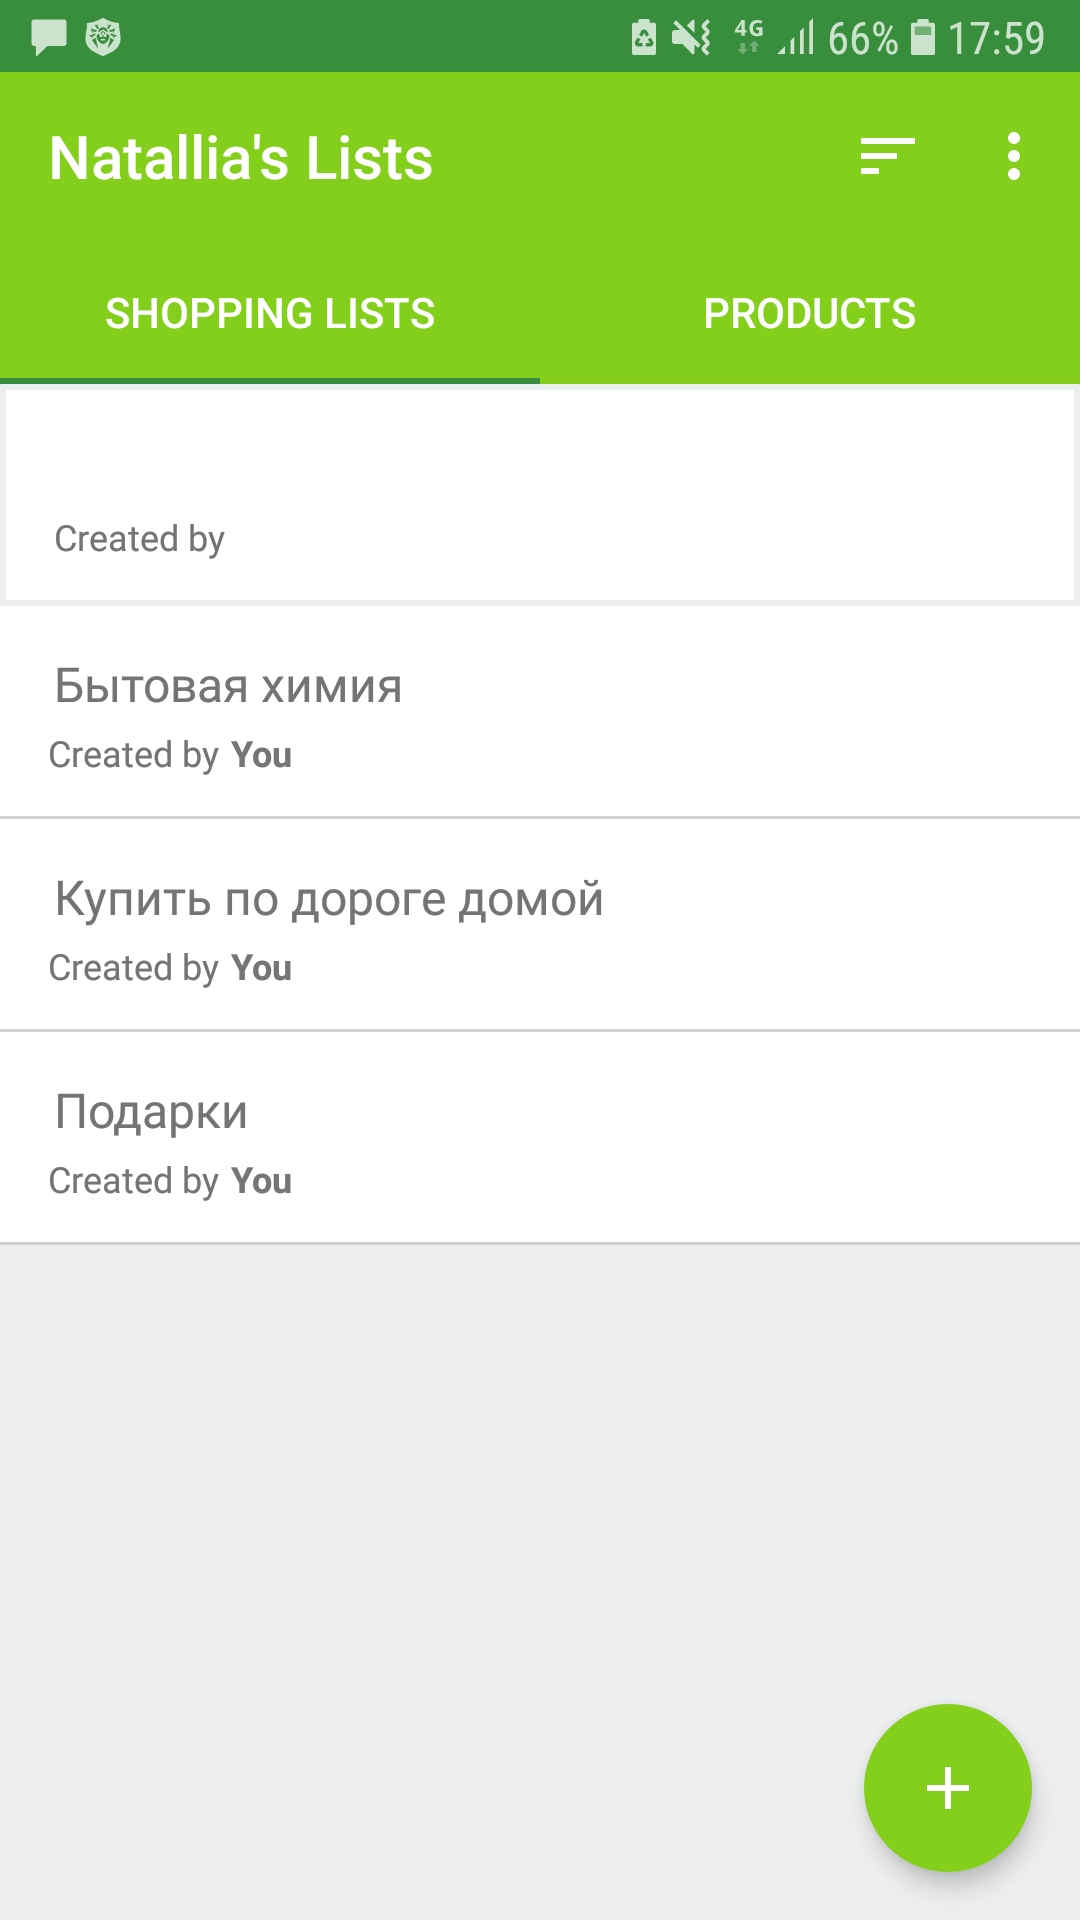 4G 66% 17:59
Natallia's Lists
SHOPPING LISTS PRODUCTS
Created by
Бытовая химия
Created by You
Купить по дороге домой
Created by You
Подарки
Created by You